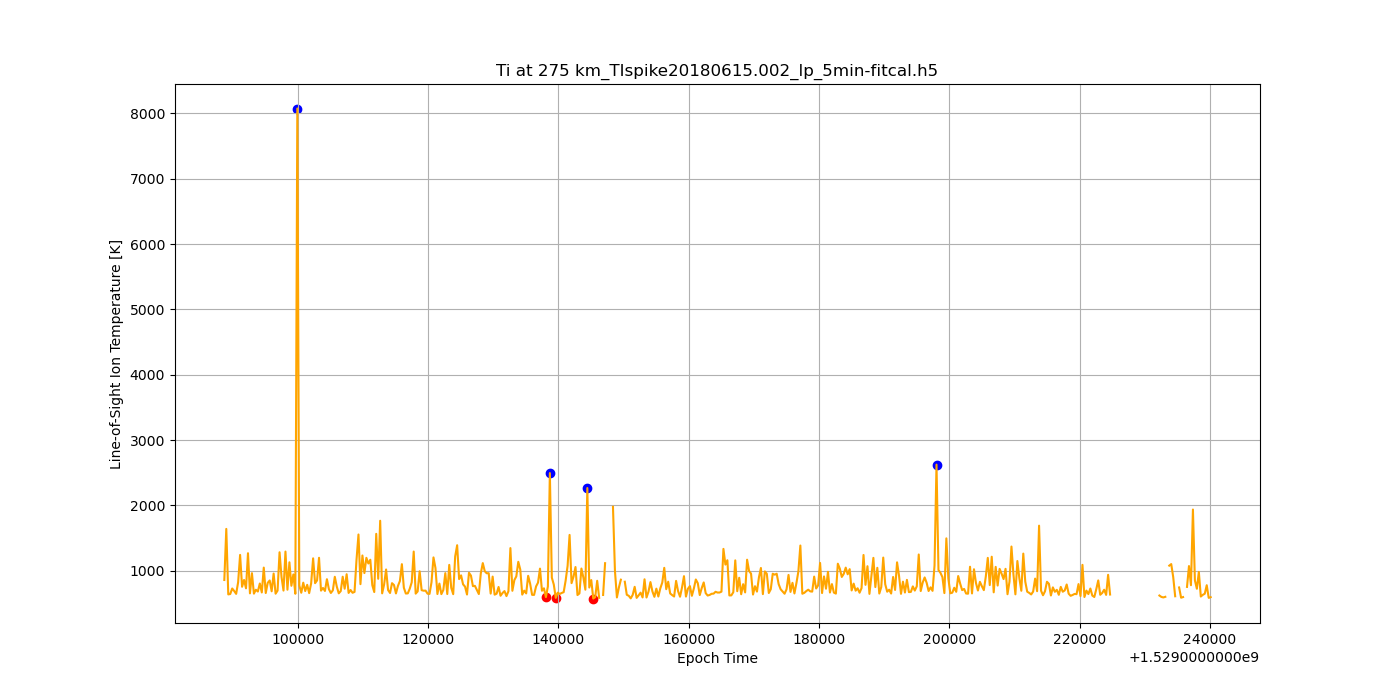 Ti at 275 km_TIspike20180615.002_lp_5min-fitcal.h5
Line-of-Sight Ion Temperature [K]
8000
7000
6000
5000
4000
3000
2000
1000
100000 120000 140000 160000 180000 200000 220000 240000
Epoch Time
+1.5290000000e9